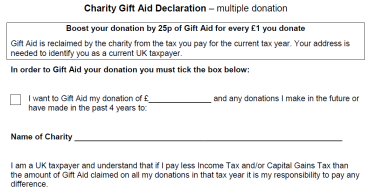 Charity Gift Aid Declaration – multiple donation
Boost your donation by 25p of Gift Aid for every £1 you donate
Gift Aid is reclaimed by the charity from the tax you pay for the current tax year. Your address is
needed to identify you as a current UK taxpayer.
In order to Gift Aid your donation you must tick the box below:
I want to Gift Aid my donation of £______________ and any donations I make in the future or
have made in the past 4 years to:
Name of Charity ______________________________________________
I am a UK taxpayer and understand that if I pay less Income Tax and/or Capital Gains Tax than
the amount of Gift Aid claimed on all my donations in that tax year it is my responsibility to pay any
difference.